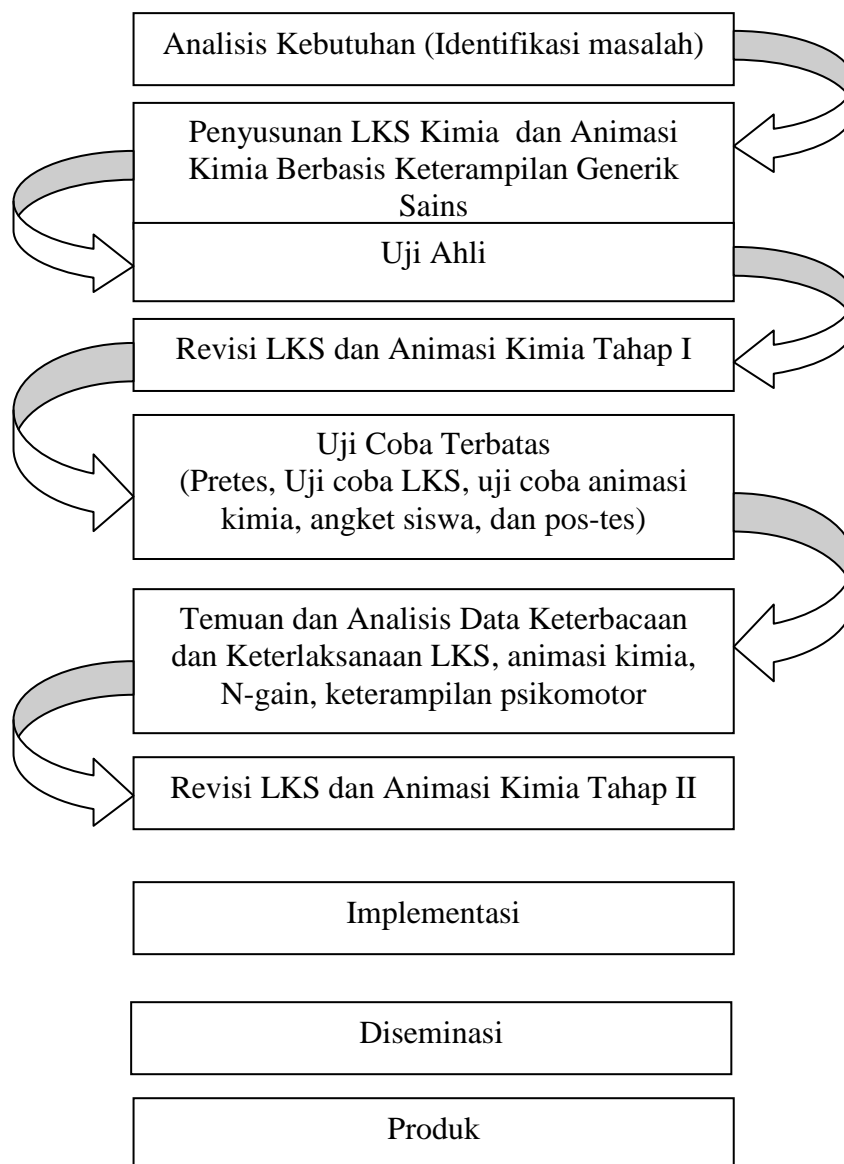 Analisis Kebutuhan (Identifikasi masalah)
Penyusunan LKS Kimia dan Animasi
Kimia Berbasis Keterampilan Generik
Sains
Uji Ahli
Revisi LKS dan Animasi Kimia Tahap I
Uji Coba Terbatas
(Pretes, Uji coba LKS, uji coba animasi
kimia, angket siswa, dan pos-tes)
Temuan dan Analisis Data Keterbacaan
dan Keterlaksanaan LKS, animasi kimia,
N-gain, keterampilan psikomotor
Revisi LKS dan Animasi Kimia Tahap II
Implementasi
Diseminasi
Produk